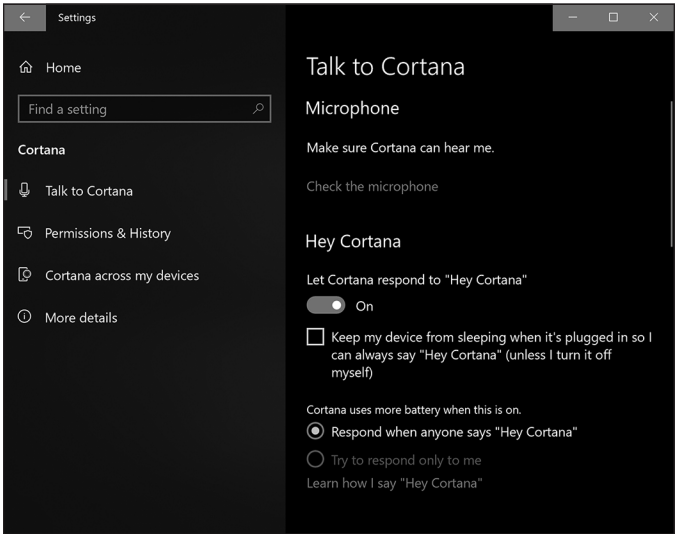 Settings
Home
Find a setting
Cortana
Talk to Cortana
Permissions & History
Cortana across my devices
More details
Talk to Cortana
Microphone
Make sure Cortana can hear me.
Check the microphone
Hey Cortana
Let Cortana respond to "Hey Cortana"
On
Keep my device from sleeping when it's plugged in so I
can always say "Hey Cortana" (unless I turn it off
myself)
Cortana uses more battery when this is on.
Respond when anyone says "Hey Cortana"
Try to respond only to me
Learn how I say "Hey Cortana"